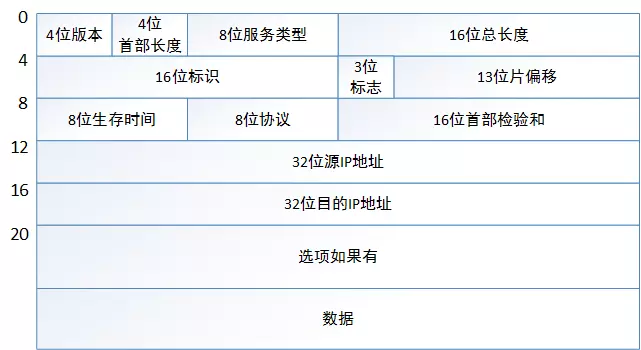 0
4位版本
4位
首部长度
8位服务类型
16位总长度
4
16位标识
3位
标志
13位片偏移
8
8位生存时间
8位协议
16位首部检验和
12
32位源IP地址
16
32位目的IP地址
20
选项如果有
数据